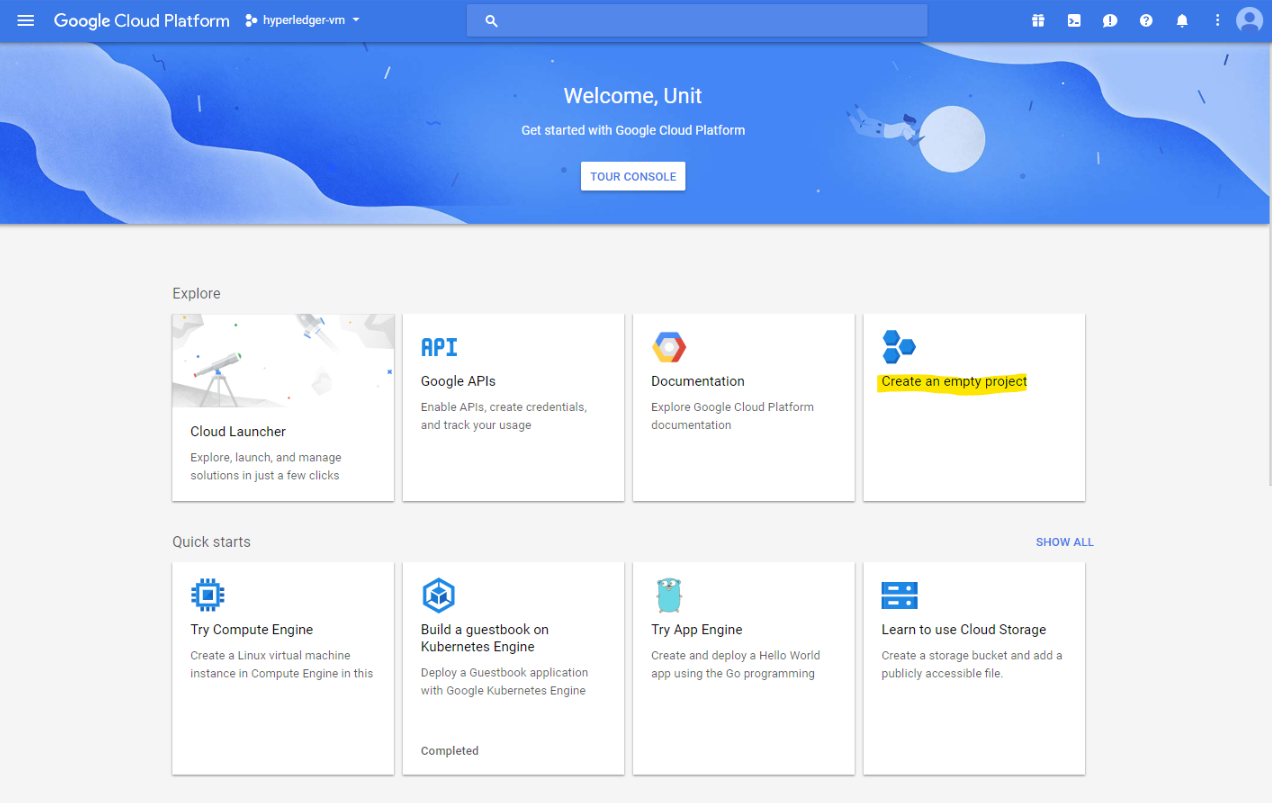 Google Cloud Platform hyperledger-vm
Welcome, Unit
Get started with Google Cloud Platform
TOUR CONSOLE
Explore
Cloud Launcher
Explore, launch, and manage
solutions in just a few clicks
API
Google APIs
Enable APIs, create credentials,
and track your usage
Documentation
Explore Google Cloud Platform
documentation
Create an empty project
Quick starts
SHOW ALL
Try Compute Engine
Create a Linux virtual machine
instance in Compute Engine in this
Build a guestbook on
Kubernetes Engine
Deploy a Guestbook application
with Google Kubernetes Engine
Completed
Try App Engine
Create and deploy a Hello World
app using the Go programming
Learn to use Cloud Storage
Create a storage bucket and add a
publicly accessible file.